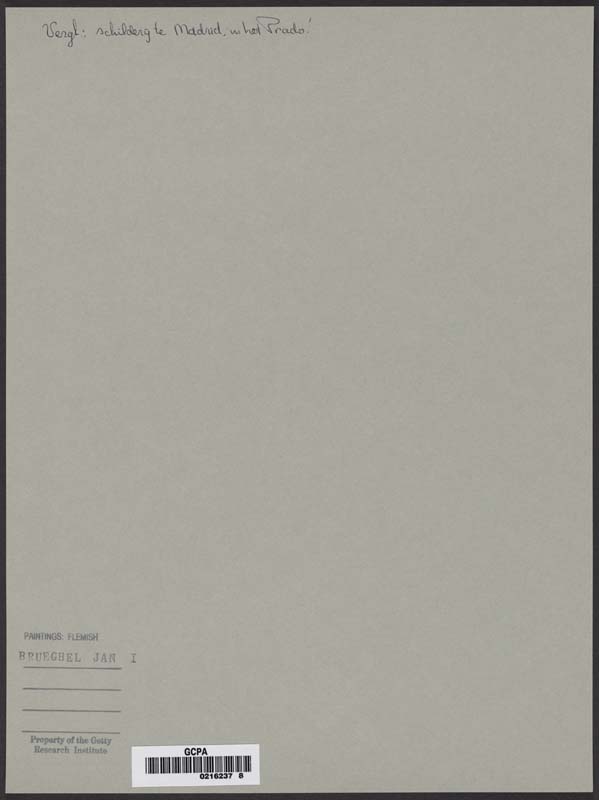 Vergl: schilderg te Madrid, in het Prado!
PAINTINGS: FLEMISH
BRUEGHEL JAN I
Property of the Getty
Research Institute
GCPA
0216237 8